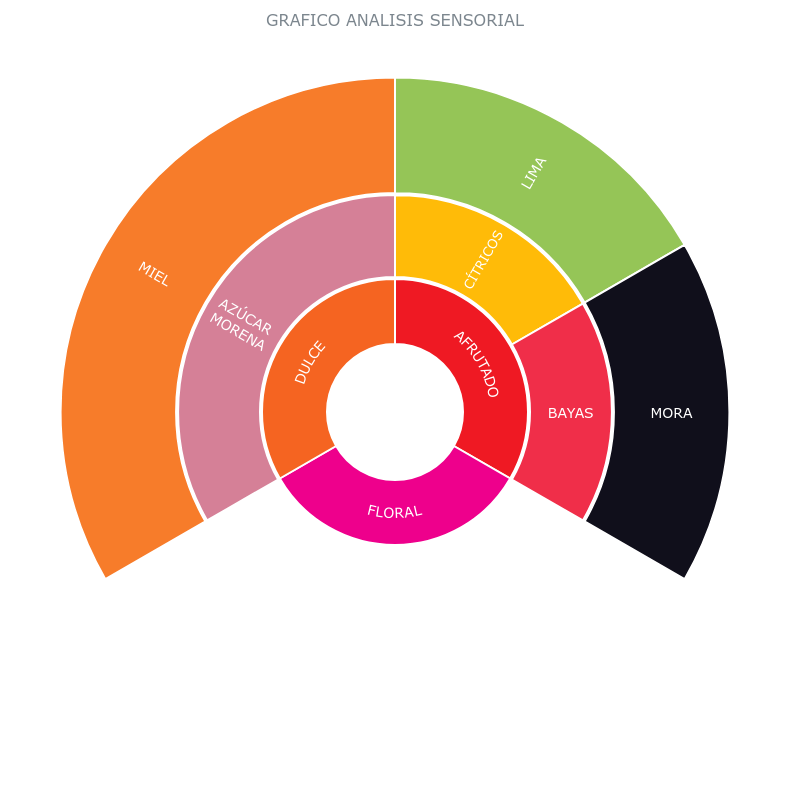 GRAFICO ANALISIS SENSORIAL
LIMA
CÍTRICOS
MIEL
AZÚCAR
MORENA
DULCE
AFRUTADO
BAYAS
MORA
FLORAL